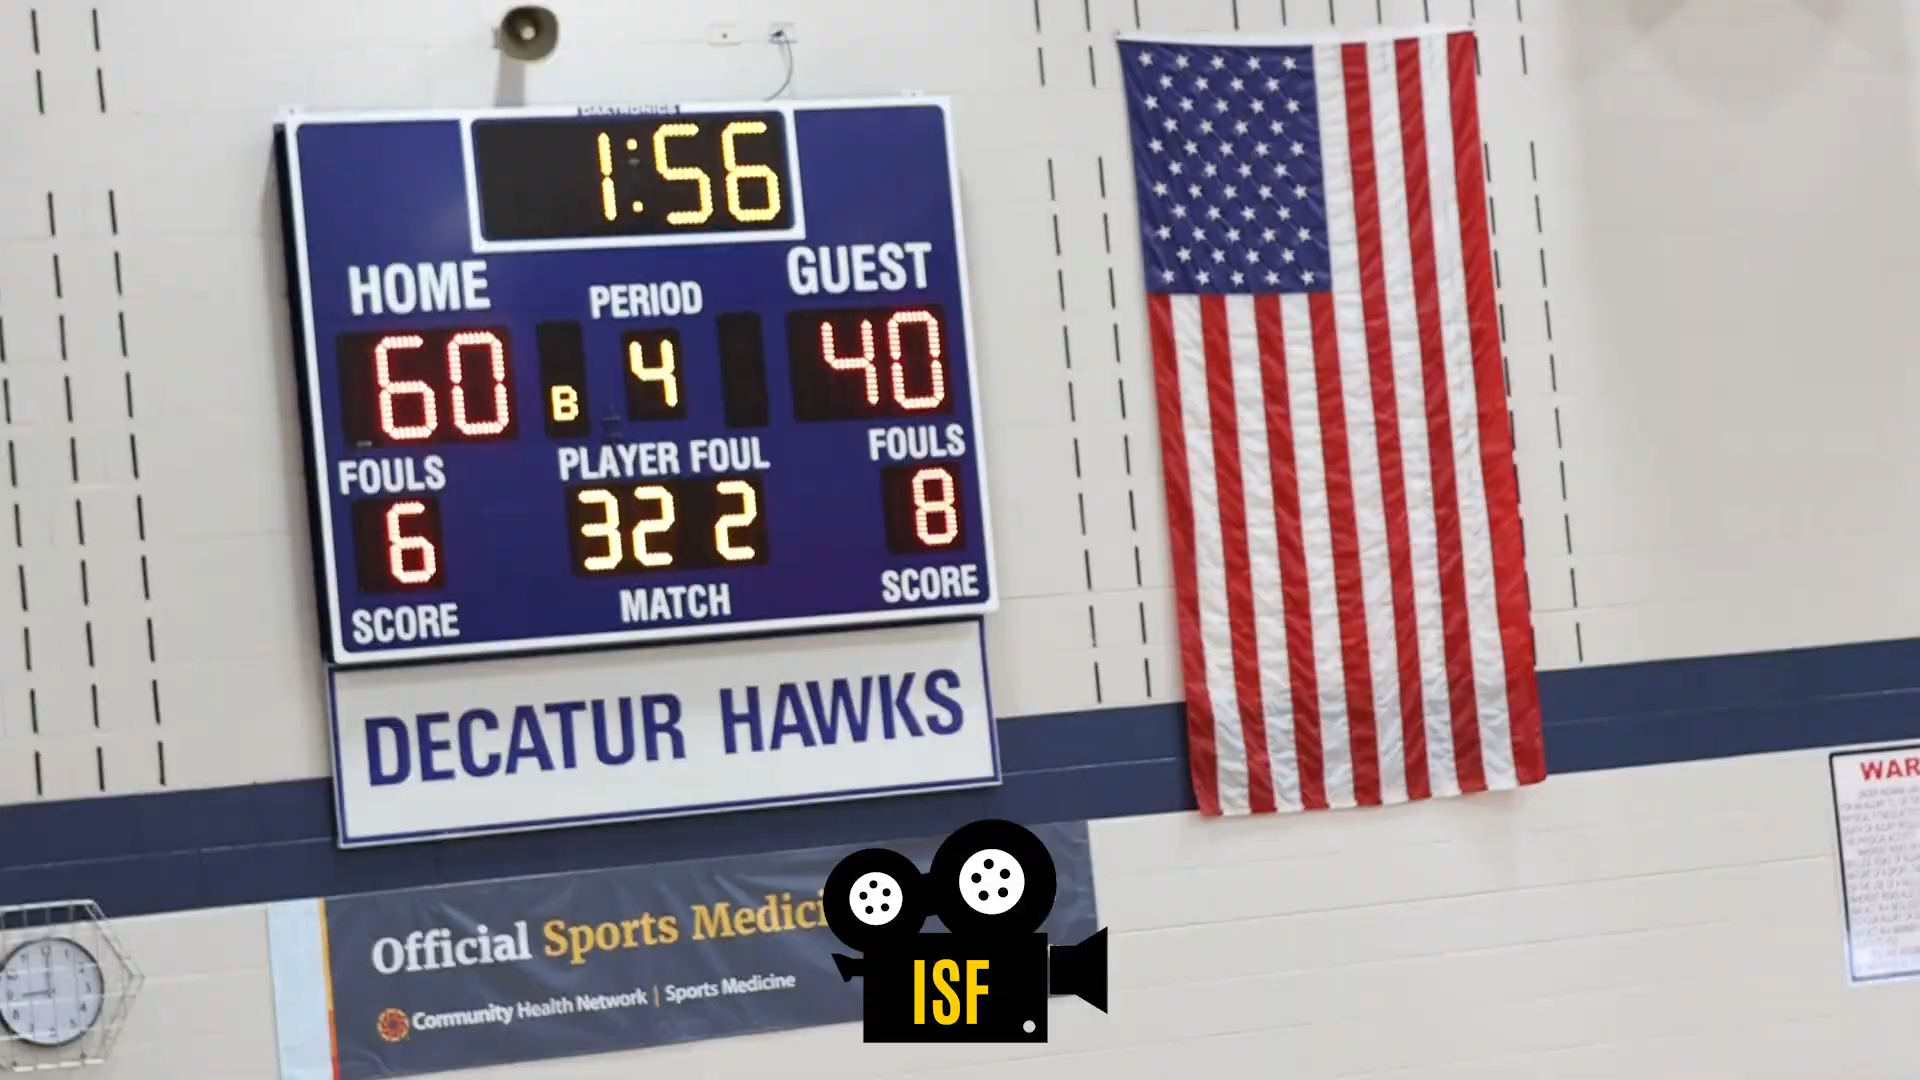 DAKTRONICS
1:56
HOME
PERIOD
GUEST
60
B
4
40
FOULS
PLAYER FOUL
FOULS
6
32 2
8
SCORE
MATCH
SCORE
DECATUR HAWKS
WAR
Official Sports Medici
Community Health Network | Sports Medicine
ISF